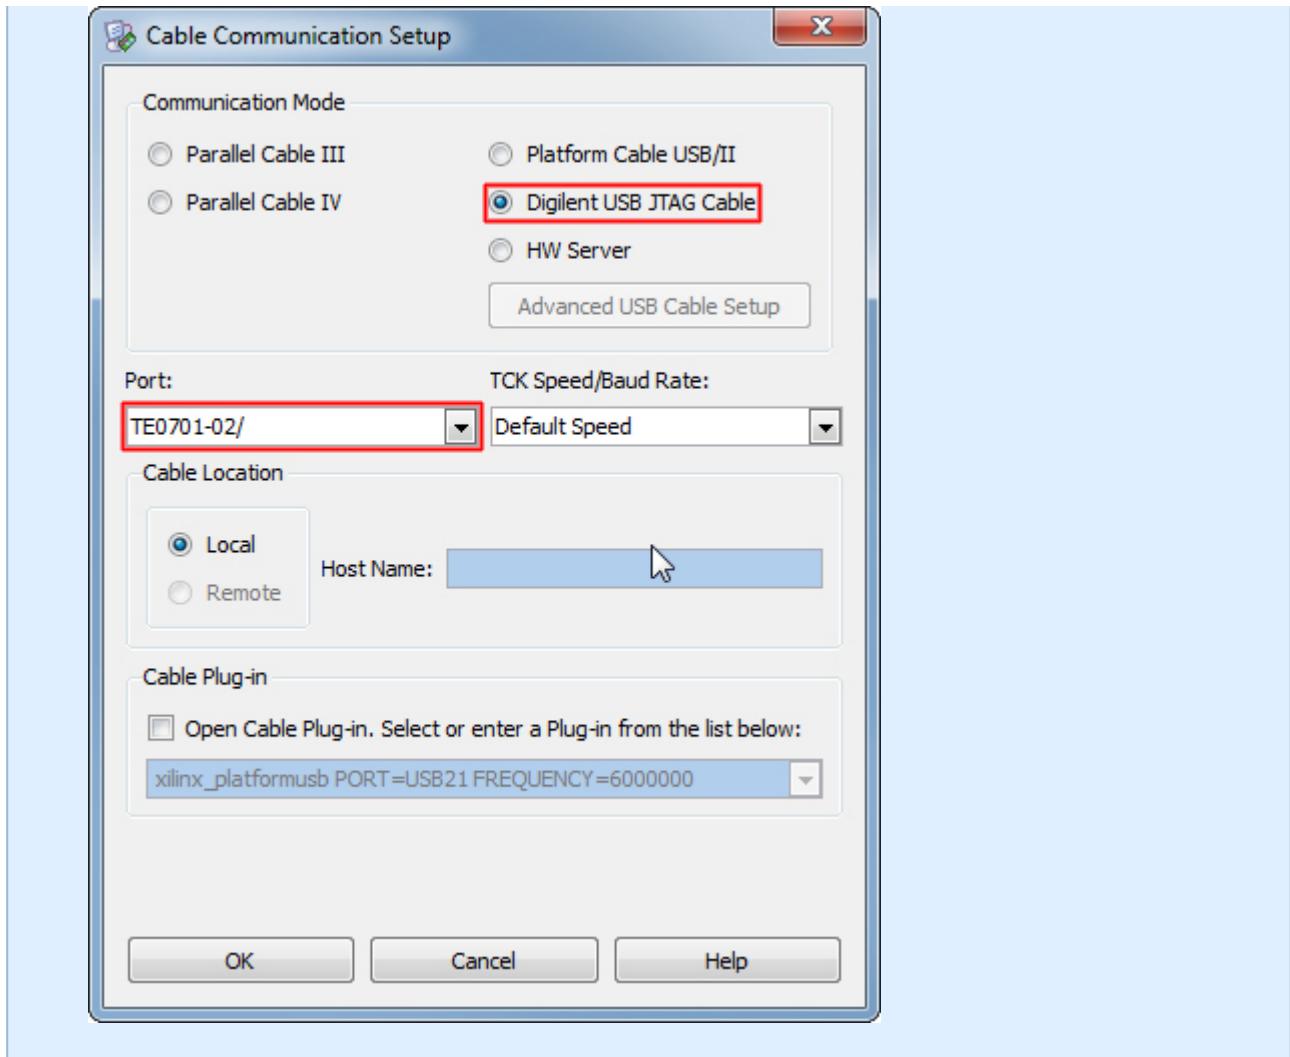 Cable Communication Setup
Communication Mode
Parallel Cable III
Platform Cable USB/II
Parallel Cable IV
Digilent USB JTAG Cable
HW Server
Advanced USB Cable Setup
Port:
TCK Speed/Baud Rate:
TE0701-02/
Default Speed
Cable Location
Local
Host Name:
Remote
Cable Plug-in
Open Cable Plug-in. Select or enter a Plug-in from the list below:
xilinx_platformusb PORT=USB21 FREQUENCY=6000000
OK
Cancel
Help